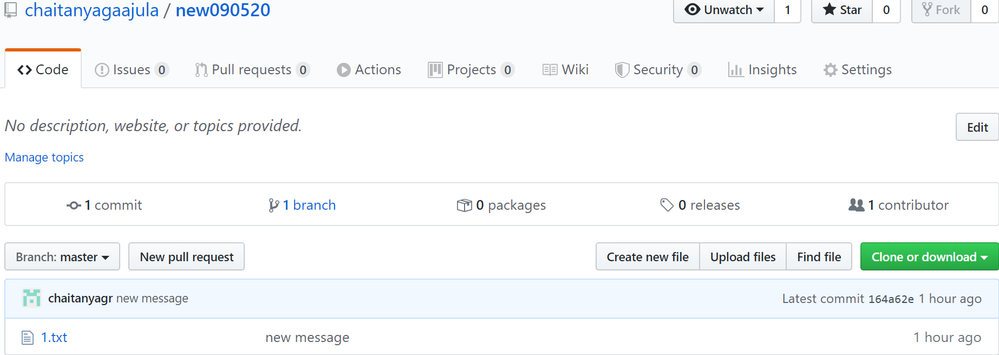 chaitanyagaajula / new090520 Unwatch 1 Star 0 Fork 0
Code Issues 0 Pull requests 0 Actions Projects 0 Wiki Security 0 Insights Settings
No description, website, or topics provided. Edit
Manage topics
1 commit 1 branch 0 packages 0 releases 1 contributor
Branch: master New pull request Create new file Upload files Find file Clone or download
chaitanyagr new message Latest commit 164a62e 1 hour ago
1.txt new message 1 hour ago